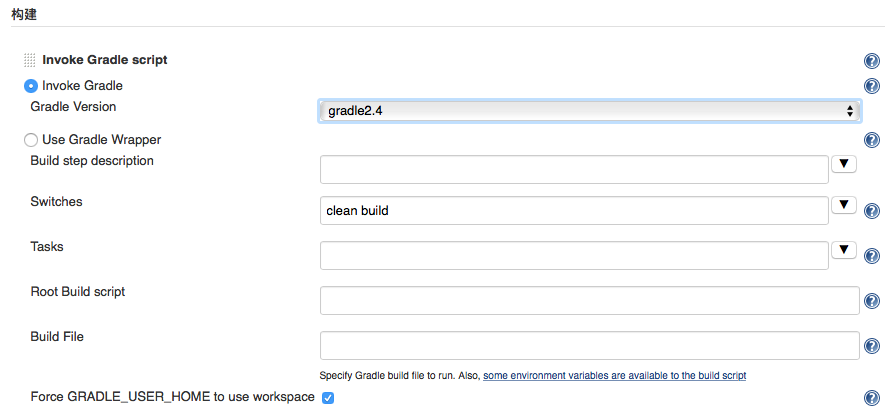 构建
Invoke Gradle script
Invoke Gradle
Gradle Version
gradle2.4
Use Gradle Wrapper
Build step description
Switches
clean build
Tasks
Root Build script
Build File
Specify Gradle build file to run. Also, some environment variables are available to the build script
Force GRADLE_USER_HOME to use workspace